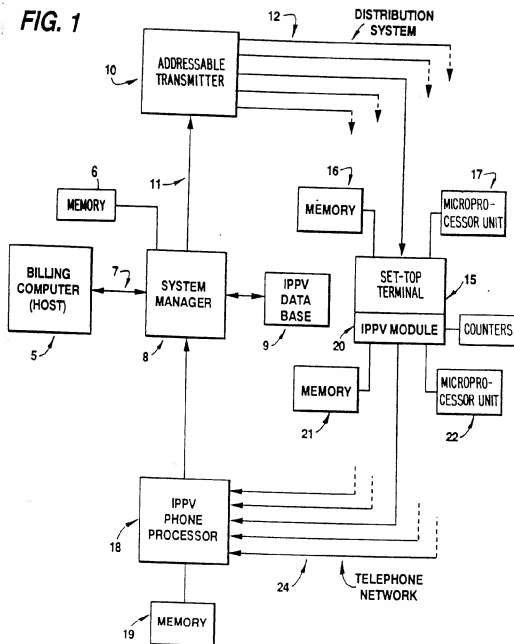 FIG. 1
12
DISTRIBUTION
SYSTEM
10
ADDRESSABLE
TRANSMITTER
6
MEMORY
11
16
MEMORY
17
MICROPRO-
CESSOR UNIT
BILLING
COMPUTER
(HOST)
5
7
SYSTEM
MANAGER
8
IPPV
DATA
BASE
9
SET-TOP
TERMINAL
15
20
IPPV MODULE
COUNTERS
MEMORY
21
MICROPRO-
CESSOR UNIT
22
IPPV
PHONE
PROCESSOR
18
24
TELEPHONE
NETWORK
19
MEMORY